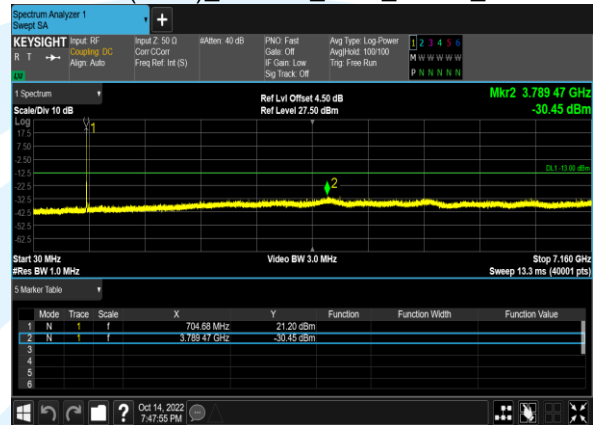 Spectrum Analyzer 1
Swept SA
+
KEYSIGHT Input: RF Input Z: 50 Ω #Atten: 40 dB PNO: Fast Avg Type: Log-Power 1 2 3 4 5 6
R T Coupling: DC Corr CCorr Gate: Off Avg|Hold: 100/100 M W W W W W
Align: Auto Freq Ref: Int (S) IF Gain: Low Trig: Free Run
LW Sig Track: Off P N N N N N
1 Spectrum Ref Lvl Offset 4.50 dB Mkr2 3.789 47 GHz
Scale/Div 10 dB Ref Level 27.50 dBm -30.45 dBm
Log
17.5
7.50
-2.50
-12.5
-22.5
-32.5
-42.5
-52.5
-62.5
1
DL1 -13.00 dBm
2
Start 30 MHz Video BW 3.0 MHz Stop 7.160 GHz
#Res BW 1.0 MHz Sweep 13.3 ms (40001 pts)
5 Marker Table
Mode Trace Scale X Y Function Function Width Function Value
1 N 1 f 704.68 MHz 21.20 dBm
2 N 1 f 3.789 47 GHz -30.45 dBm
3
4
5
6
? Oct 14, 2022
7:47:55 PM